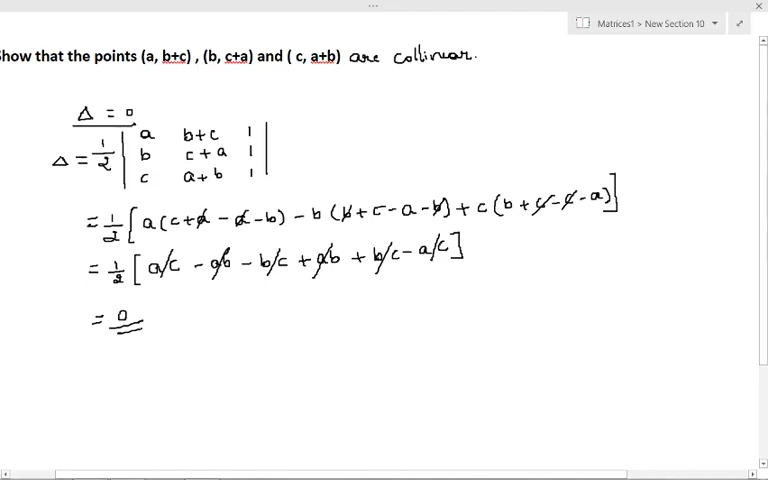 Matrices1 > New Section 10
how that the points (a, b+c) , (b, c+a) and ( c, a+b) are collinear.
Δ = 0
Δ = 1/2 | a b+c 1 |
| b c+a 1 |
| c a+b 1 |
= 1/2 [ a(c+a-a-b) - b(b+c-a-b) + c(b+c-c-a) ]
= 1/2 [ ac - ab - bc + ab + bc - ac ]
= 0